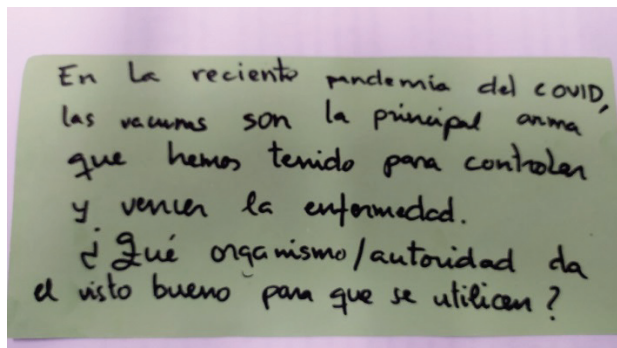 En la reciente pandemia del COVID,
las vacunas son la principal arma
que hemos tenido para controlar
y vencer la enfermedad.
¿Qué organismo/autoridad da
el visto bueno para que se utilicen?